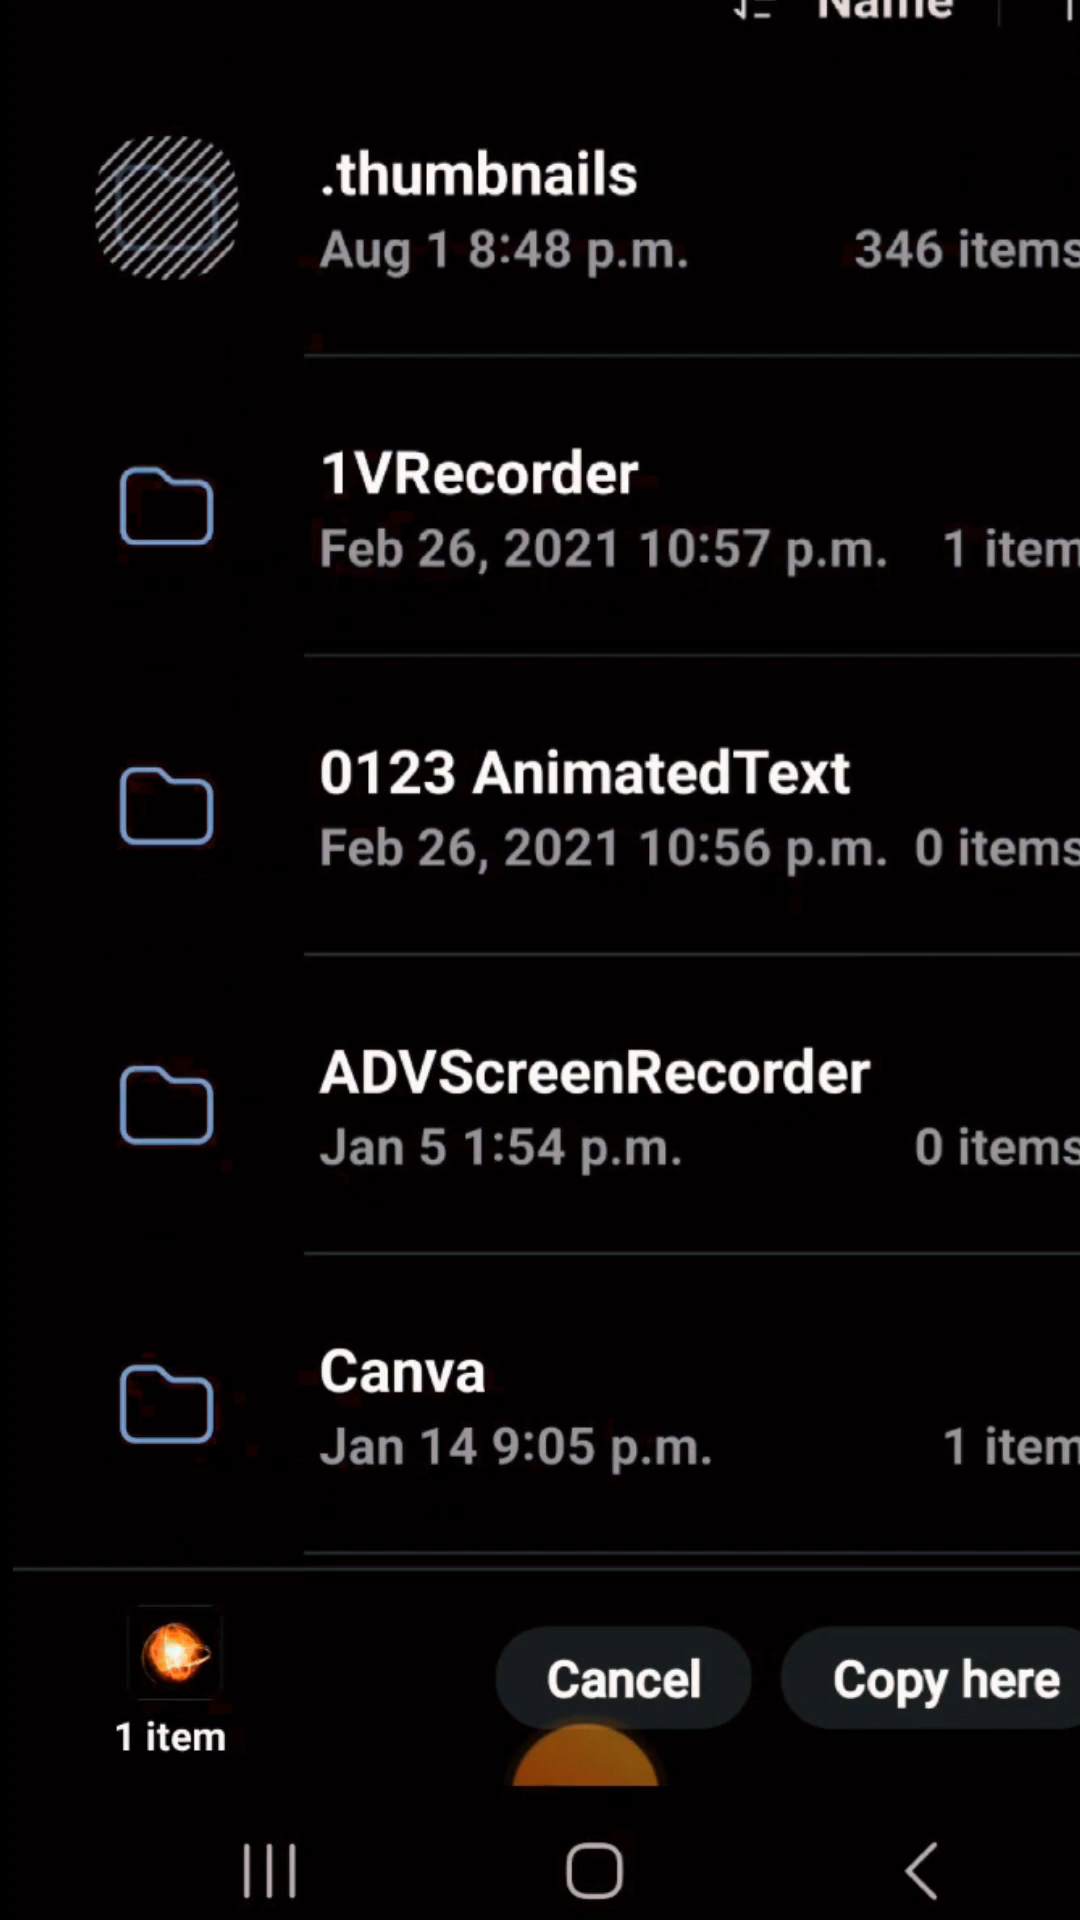 Name
.thumbnails
Aug 1 8:48 p.m. 346 items
1VRecorder
Feb 26, 2021 10:57 p.m. 1 item
0123 AnimatedText
Feb 26, 2021 10:56 p.m. 0 items
ADVScreenRecorder
Jan 5 1:54 p.m. 0 items
Canva
Jan 14 9:05 p.m. 1 item
Cancel
Copy here
1 item